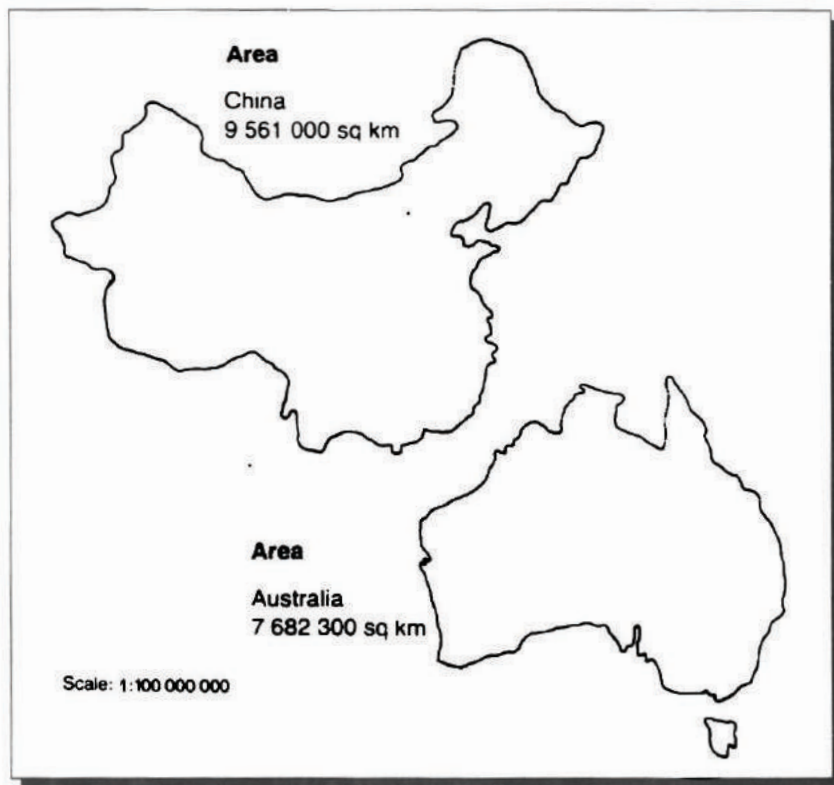 Area
China
9 561 000 sq km
Area
Australia
7 682 300 sq km
Scale: 1:100 000 000